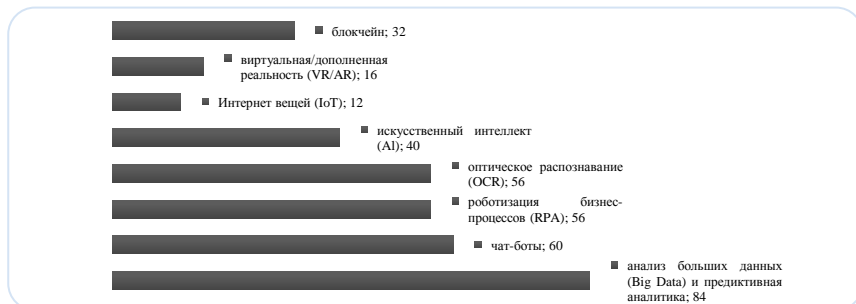 блокчейн; 32
виртуальная/дополненная
реальность (VR/AR); 16
Интернет вещей (IoT); 12
искусственный интеллект
(AI); 40
оптическое распознавание
(OCR); 56
роботизация бизнес-
процессов (RPA); 56
чат-боты; 60
анализ больших данных
(Big Data) и предиктивная
аналитика; 84